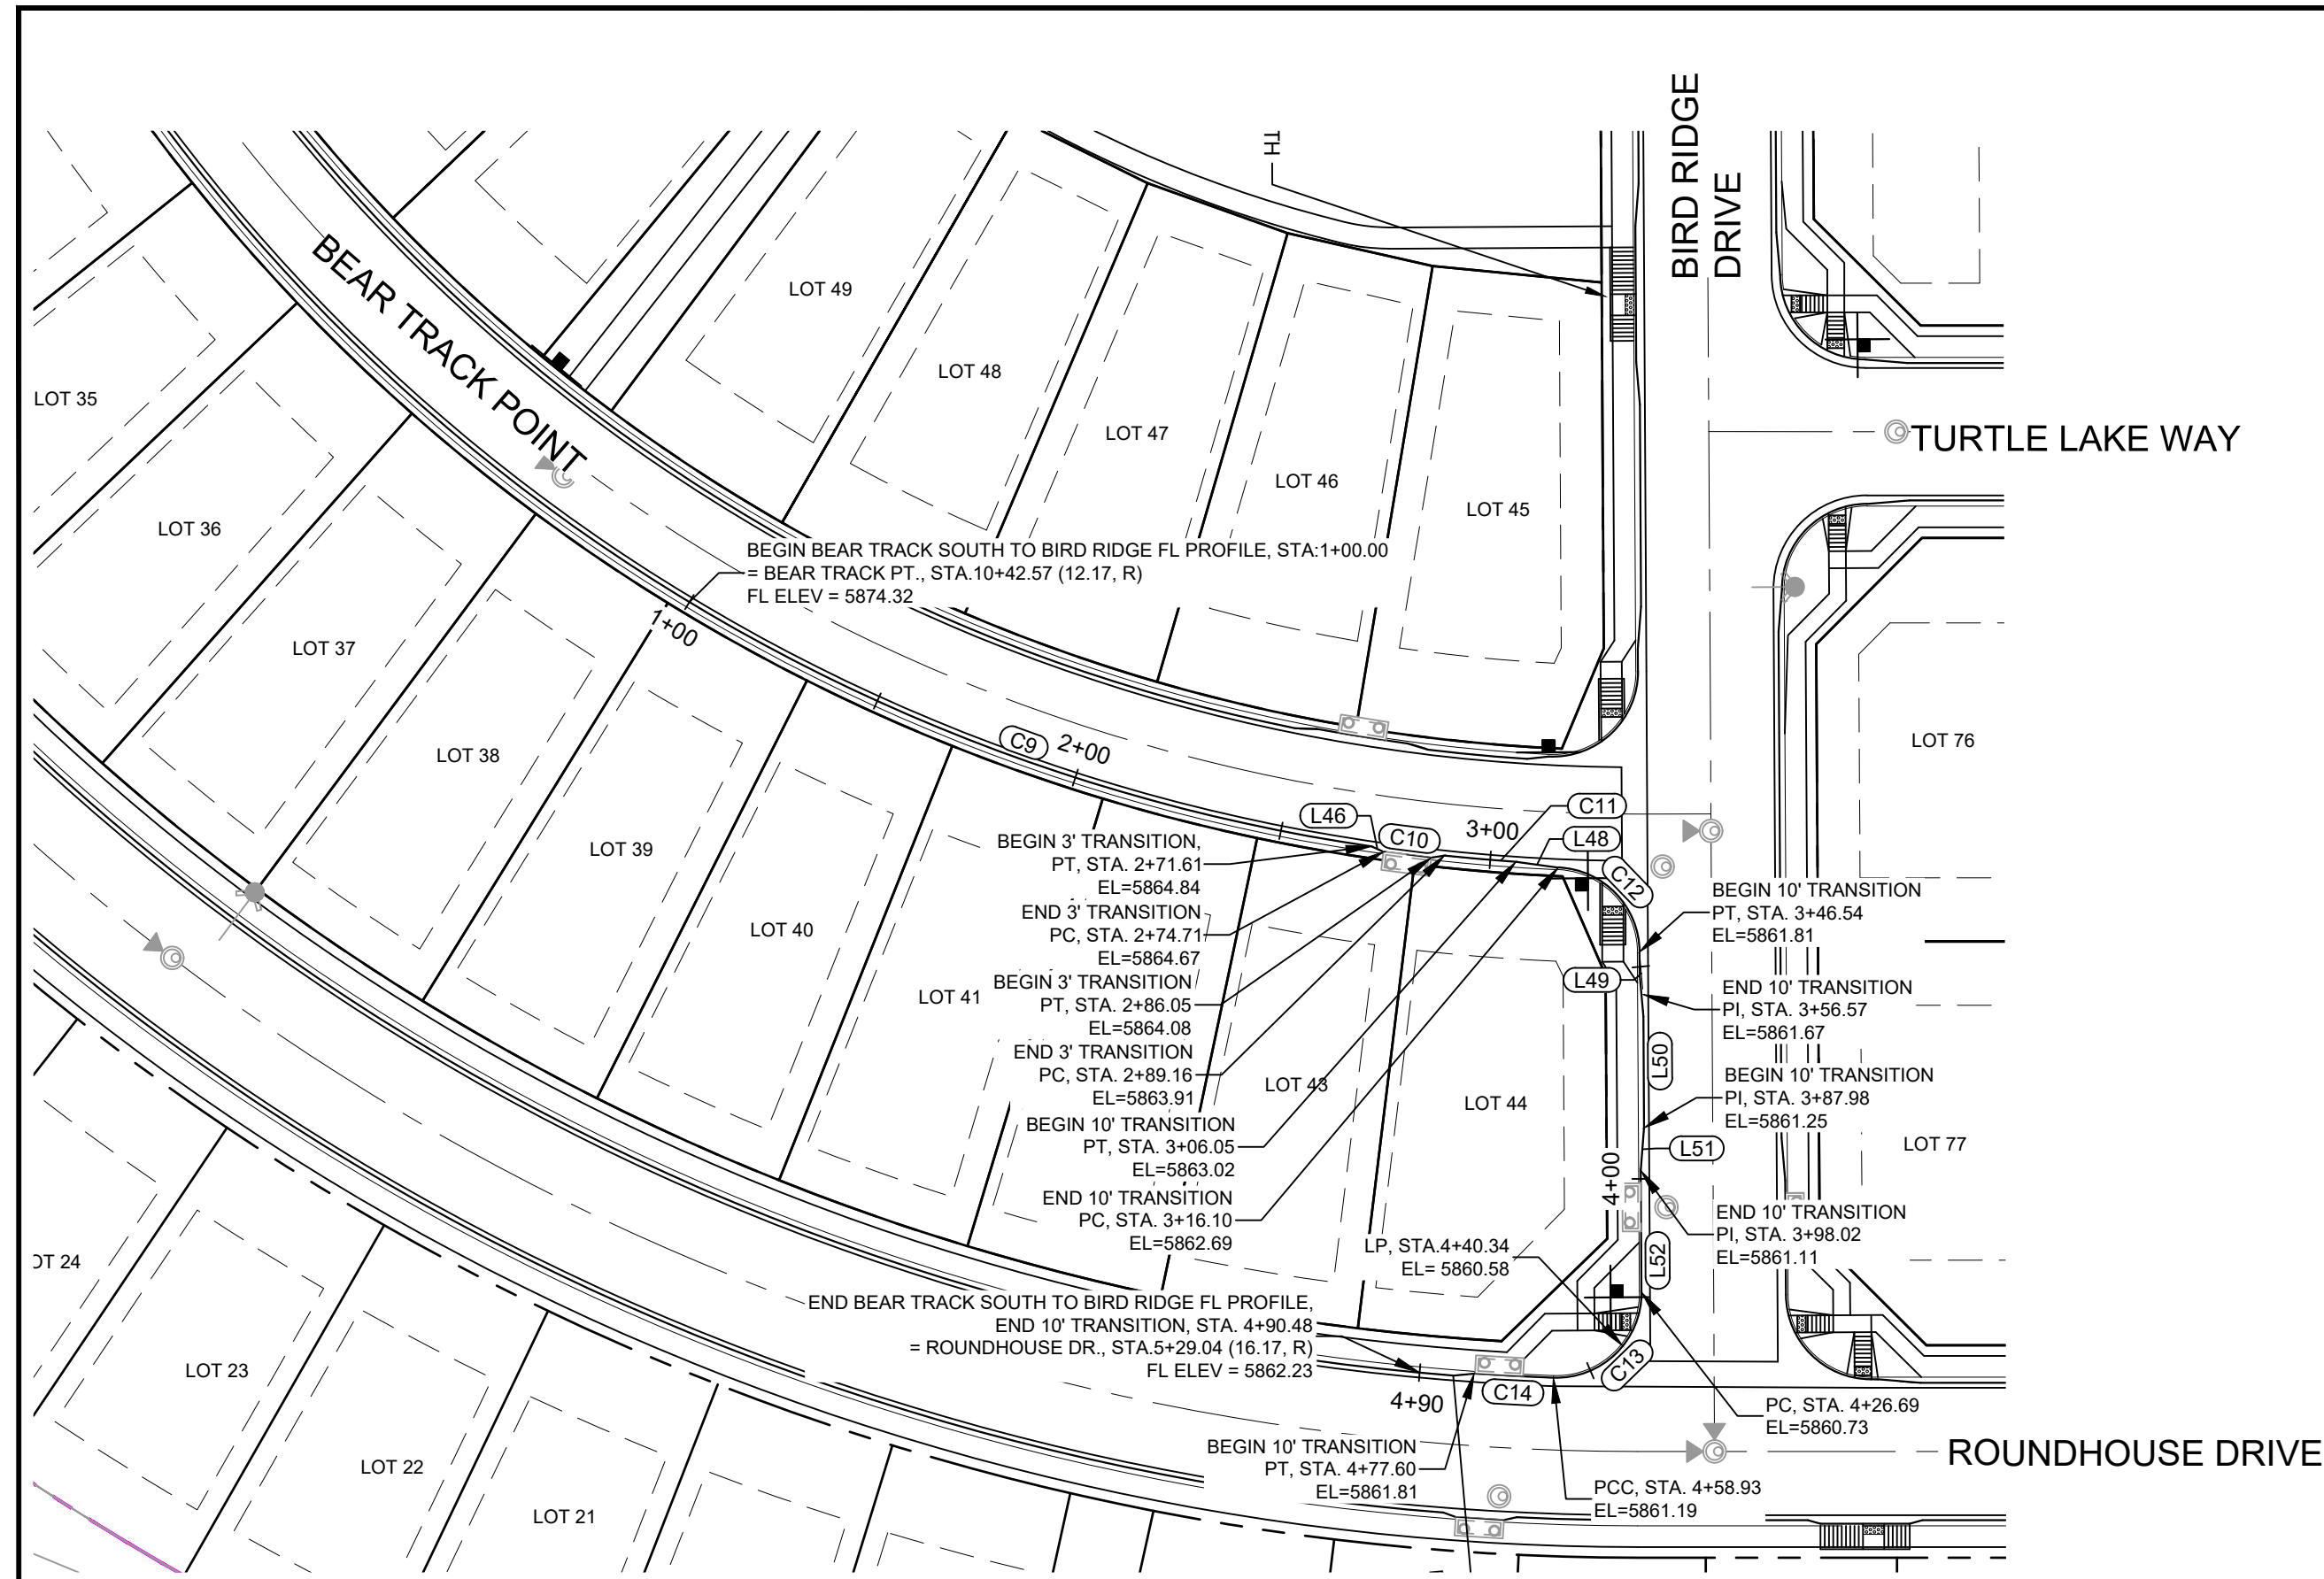 BIRD RIDGE
DRIVE
TH
BEAR TRACK POINT
TURTLE LAKE WAY
LOT 49
LOT 48
LOT 47
LOT 46
LOT 45
LOT 35
LOT 36
LOT 37
LOT 38
LOT 39
LOT 40
LOT 41
LOT 43
LOT 44
LOT 76
LOT 77
LOT 23
LOT 22
LOT 21
OT 24
BEGIN BEAR TRACK SOUTH TO BIRD RIDGE FL PROFILE, STA:1+00.00
= BEAR TRACK PT., STA.10+42.57 (12.17, R)
FL ELEV = 5874.32
1+00
C9
2+00
L46
C10
3+00
C11
L48
C12
BEGIN 3' TRANSITION,
PT, STA. 2+71.61
EL=5864.84
END 3' TRANSITION
PC, STA. 2+74.71
EL=5864.67
BEGIN 3' TRANSITION
PT, STA. 2+86.05
EL=5864.08
END 3' TRANSITION
PC, STA. 2+89.16
EL=5863.91
BEGIN 10' TRANSITION
PT, STA. 3+06.05
EL=5863.02
END 10' TRANSITION
PC, STA. 3+16.10
EL=5862.69
BEGIN 10' TRANSITION
PT, STA. 3+46.54
EL=5861.81
L49
END 10' TRANSITION
PI, STA. 3+56.57
EL=5861.67
L50
BEGIN 10' TRANSITION
PI, STA. 3+87.98
EL=5861.25
L51
4+00
END 10' TRANSITION
PI, STA. 3+98.02
EL=5861.11
L52
LP, STA.4+40.34
EL= 5860.58
END BEAR TRACK SOUTH TO BIRD RIDGE FL PROFILE,
END 10' TRANSITION, STA. 4+90.48
= ROUNDHOUSE DR., STA.5+29.04 (16.17, R)
FL ELEV = 5862.23
4+90
C14
C13
PC, STA. 4+26.69
EL=5860.73
BEGIN 10' TRANSITION
PT, STA. 4+77.60
EL=5861.81
PCC, STA. 4+58.93
EL=5861.19
ROUNDHOUSE DRIVE